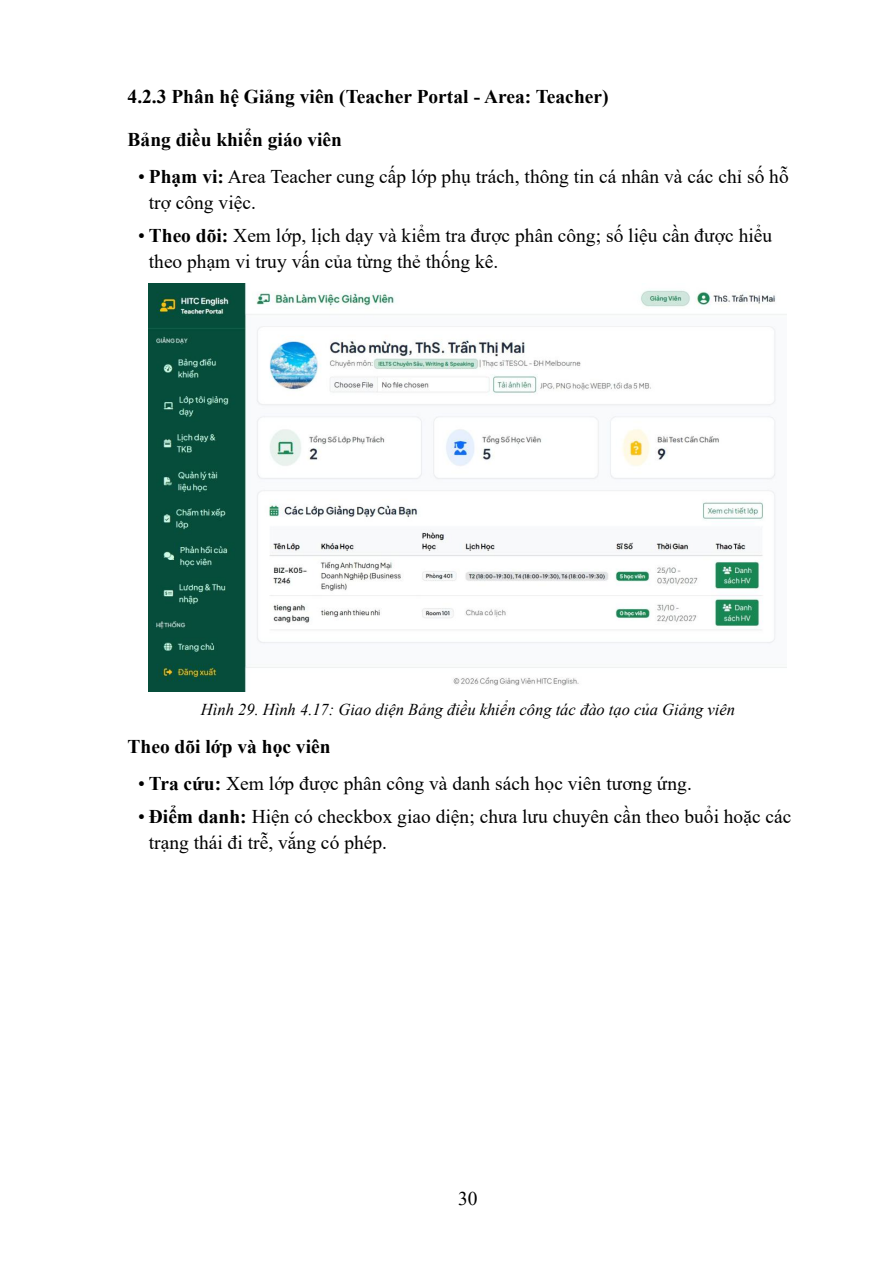 4.2.3 Phân hệ Giảng viên (Teacher Portal - Area: Teacher)
Bảng điều khiển giáo viên
• Phạm vi: Area Teacher cung cấp lớp phụ trách, thông tin cá nhân và các chỉ số hỗ
trợ công việc.
• Theo dõi: Xem lớp, lịch dạy và kiểm tra được phân công; số liệu cần được hiểu
theo phạm vi truy vấn của từng thẻ thống kê.
HITC English
Teacher Portal
GIẢNG DẠY
Bảng điều
khiển
Lớp tôi giảng
dạy
Lịch dạy &
TKB
Quản lý tài
liệu học
Chấm thi xếp
lớp
Phản hồi của
học viên
Lương & Thu
nhập
HỆ THỐNG
Trang chủ
Đăng xuất
Bàn Làm Việc Giảng Viên
Giảng Viên
ThS. Trần Thị Mai
Chào mừng, ThS. Trần Thị Mai
Chuyên môn: IELTS Chuyên Sâu, Writing & Speaking | Thạc sĩ TESOL - ĐH Melbourne
Choose File No file chosen Tải ảnh lên JPG, PNG hoặc WEBP, tối đa 5 MB.
Tổng Số Lớp Phụ Trách
2
Tổng Số Học Viên
5
Bài Test Cần Chấm
9
Các Lớp Giảng Dạy Của Bạn
Xem chi tiết lớp
Tên Lớp Khóa Học Phòng Học Lịch Học Sĩ Số Thời Gian Thao Tác
BIZ-K05-
T246
Tiếng Anh Thương Mại
Doanh Nghiệp (Business
English)
Phòng 401
T2 (18:00-19:30), T4 (18:00-19:30), T6 (18:00-19:30)
5 học viên
25/10 -
03/01/2027
Danh
sách HV
tieng anh
cang bang
tieng anh thieu nhi
Room 101
Chưa có lịch
0 học viên
31/10 -
22/01/2027
Danh
sách HV
© 2026 Cổng Giảng Viên HITC English.
Hình 29. Hình 4.17: Giao diện Bảng điều khiển công tác đào tạo của Giảng viên
Theo dõi lớp và học viên
• Tra cứu: Xem lớp được phân công và danh sách học viên tương ứng.
• Điểm danh: Hiện có checkbox giao diện; chưa lưu chuyên cần theo buổi hoặc các
trạng thái đi trễ, vắng có phép.
30